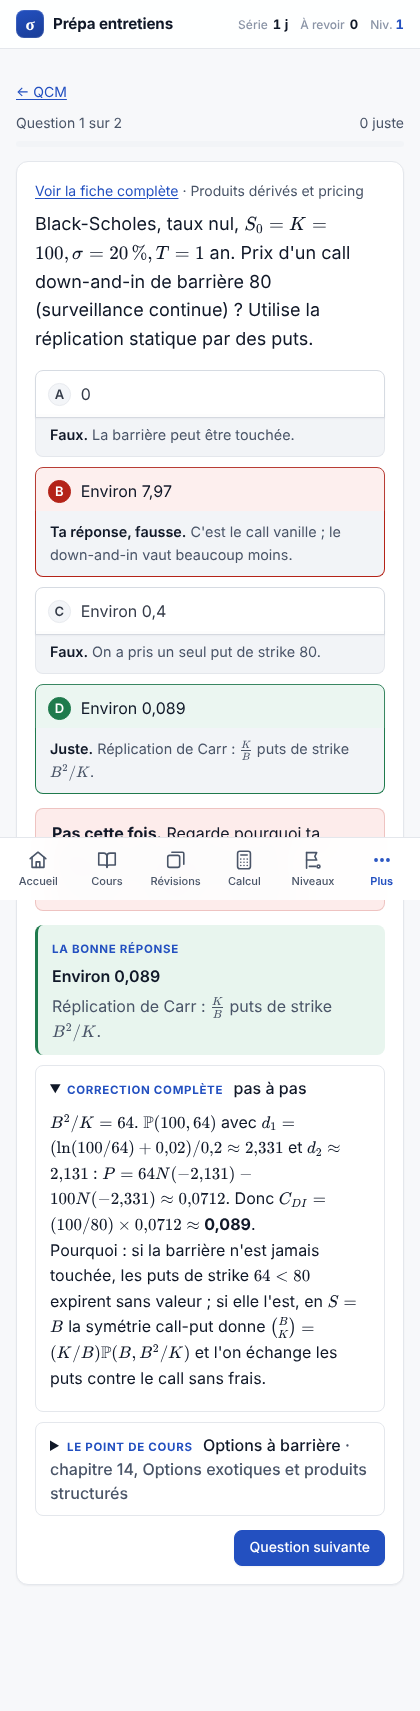 σ Prépa entretiens Série 1 j À revoir 0 Niv. 1
← QCM
Question 1 sur 2 0 juste
Voir la fiche complète · Produits dérivés et pricing
Black-Scholes, taux nul, S₀ = K =
100, σ = 20 %, T = 1 an. Prix d'un call
down-and-in de barrière 80
(surveillance continue) ? Utilise la
réplication statique par des puts.
A 0
Faux. La barrière peut être touchée.
B Environ 7,97
Ta réponse, fausse. C'est le call vanille ; le
down-and-in vaut beaucoup moins.
C Environ 0,4
Faux. On a pris un seul put de strike 80.
D Environ 0,089
Juste. Réplication de Carr : K/B puts de strike
B²/K.
Pas cette fois. Regarde pourquoi ta
Accueil Cours Révisions Calcul Niveaux Plus
LA BONNE RÉPONSE
Environ 0,089
Réplication de Carr : K/B puts de strike
B²/K.
▼ CORRECTION COMPLÈTE pas à pas
B²/K = 64. ℙ(100, 64) avec d₁ =
(ln(100/64) + 0,02)/0,2 ≈ 2,331 et d₂ ≈
2,131 : P = 64N(−2,131) −
100N(−2,331) ≈ 0,0712. Donc C_DI =
(100/80) × 0,0712 ≈ 0,089.
Pourquoi : si la barrière n'est jamais
touchée, les puts de strike 64 < 80
expirent sans valeur ; si elle l'est, en S =
B la symétrie call-put donne (B K) =
(K/B)ℙ(B, B²/K) et l'on échange les
puts contre le call sans frais.
▶ LE POINT DE COURS Options à barrière ·
chapitre 14, Options exotiques et produits
structurés
Question suivante